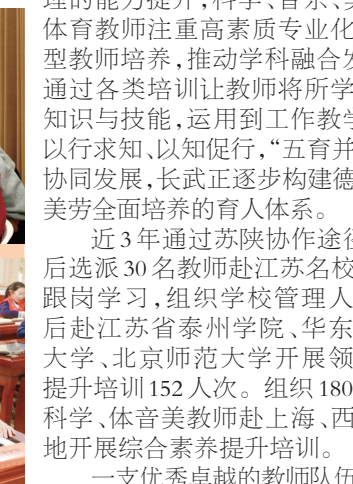 理的能力提升，科学、音乐、美
体育教师注重高素质专业化
型教师培养，推动学科融合发
通过各类培训让教师将所学
知识与技能，运用到工作教学
以行求知、以知促行，“五育并
协同发展，长武正逐步构建德
美劳全面培养的育人体系。
近3年通过苏陕协作途径
后选派30名教师赴江苏名校
跟岗学习，组织学校管理人
后赴江苏省泰州学院、华东
大学、北京师范大学开展领
提升培训152人次。组织180
科学、体音美教师赴上海、西
地开展综合素养提升培训。
一支优秀卓越的教师队伍